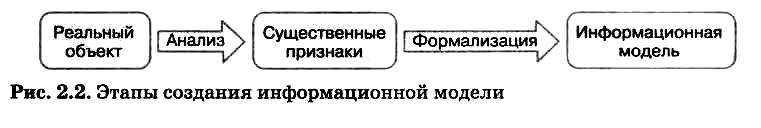 Реальный объект
Анализ
Существенные признаки
Формализация
Информационная модель
Рис. 2.2. Этапы создания информационной модели